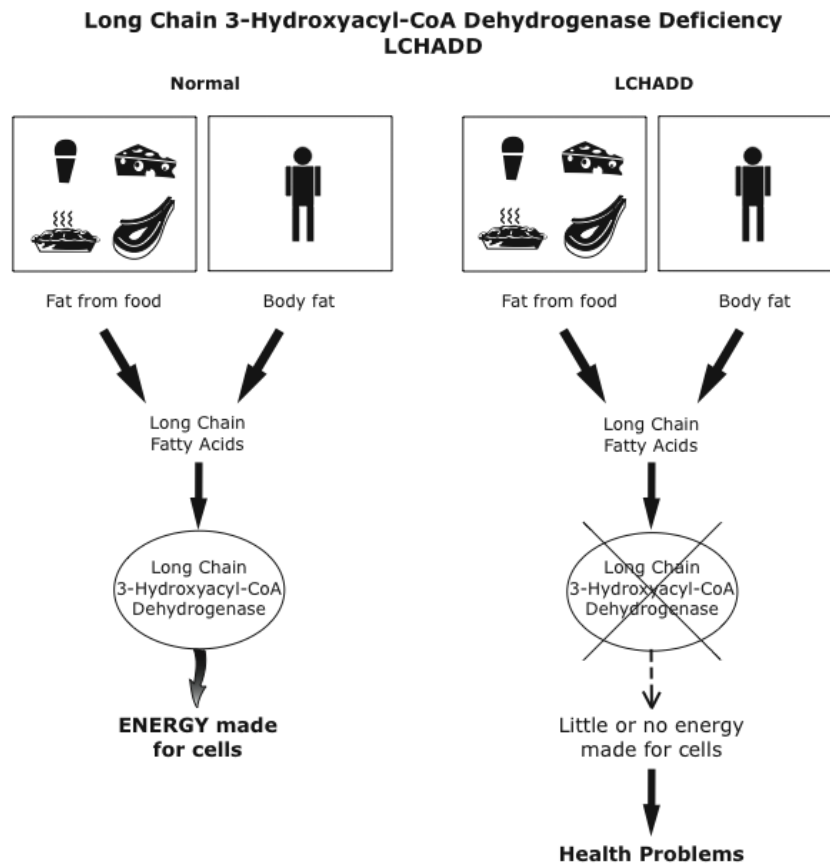 Long Chain 3-Hydroxyacyl-CoA Dehydrogenase Deficiency
LCHADD
Normal
Fat from food
Body fat
Long Chain
Fatty Acids
Long Chain
3-Hydroxyacyl-CoA
Dehydrogenase
ENERGY made
for cells
LCHADD
Fat from food
Body fat
Long Chain
Fatty Acids
Long Chain
3-Hydroxyacyl-CoA
Dehydrogenase
Little or no energy
made for cells
Health Problems